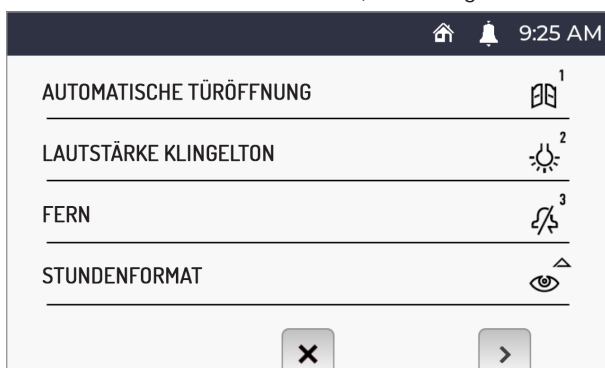 9:25 AM
AUTOMATISCHE TÜRÖFFNUNG 1
LAUTSTÄRKE KLINGELTON 2
FERN 3
STUNDENFORMAT